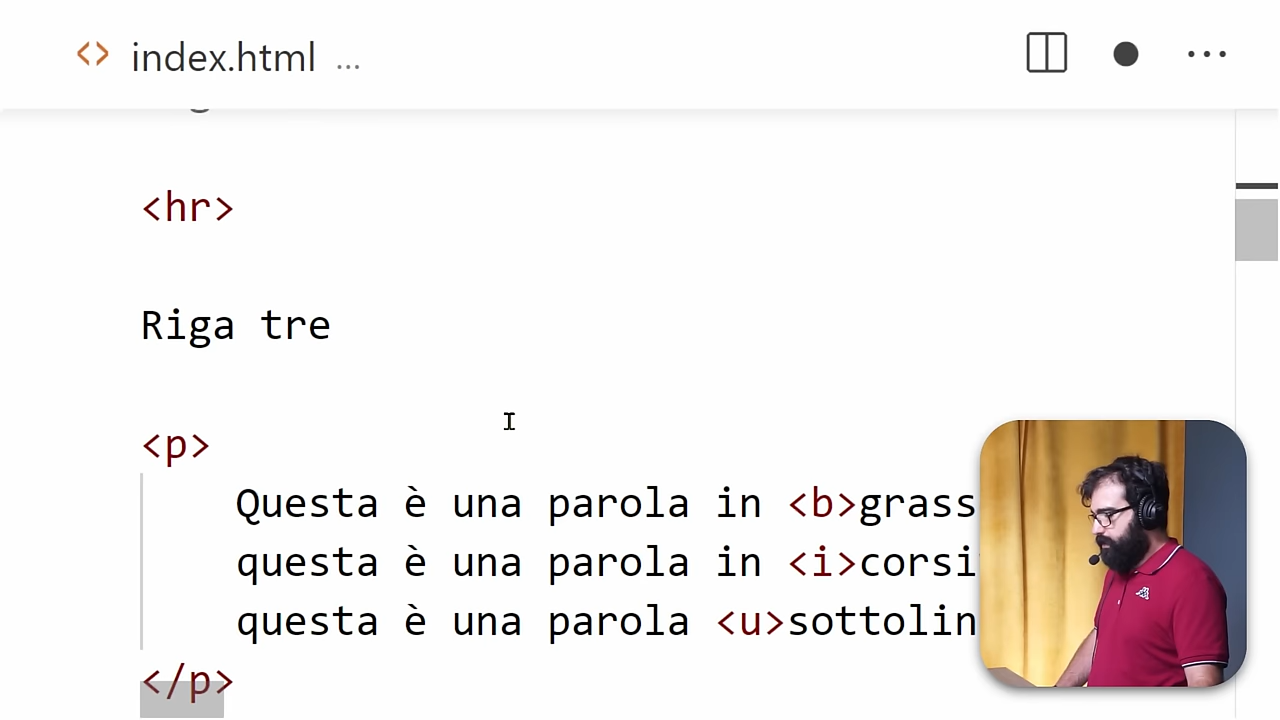 index.html ...
<hr>
Riga tre
<p>
Questa è una parola in <b>grass
questa è una parola in <i>corsi
questa è una parola <u>sottolin
</p>